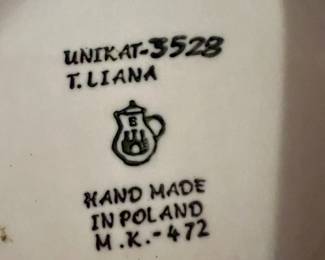 UNIKAT-3528
T. LIANA
B
HAND MADE
IN POLAND
M.K.-472